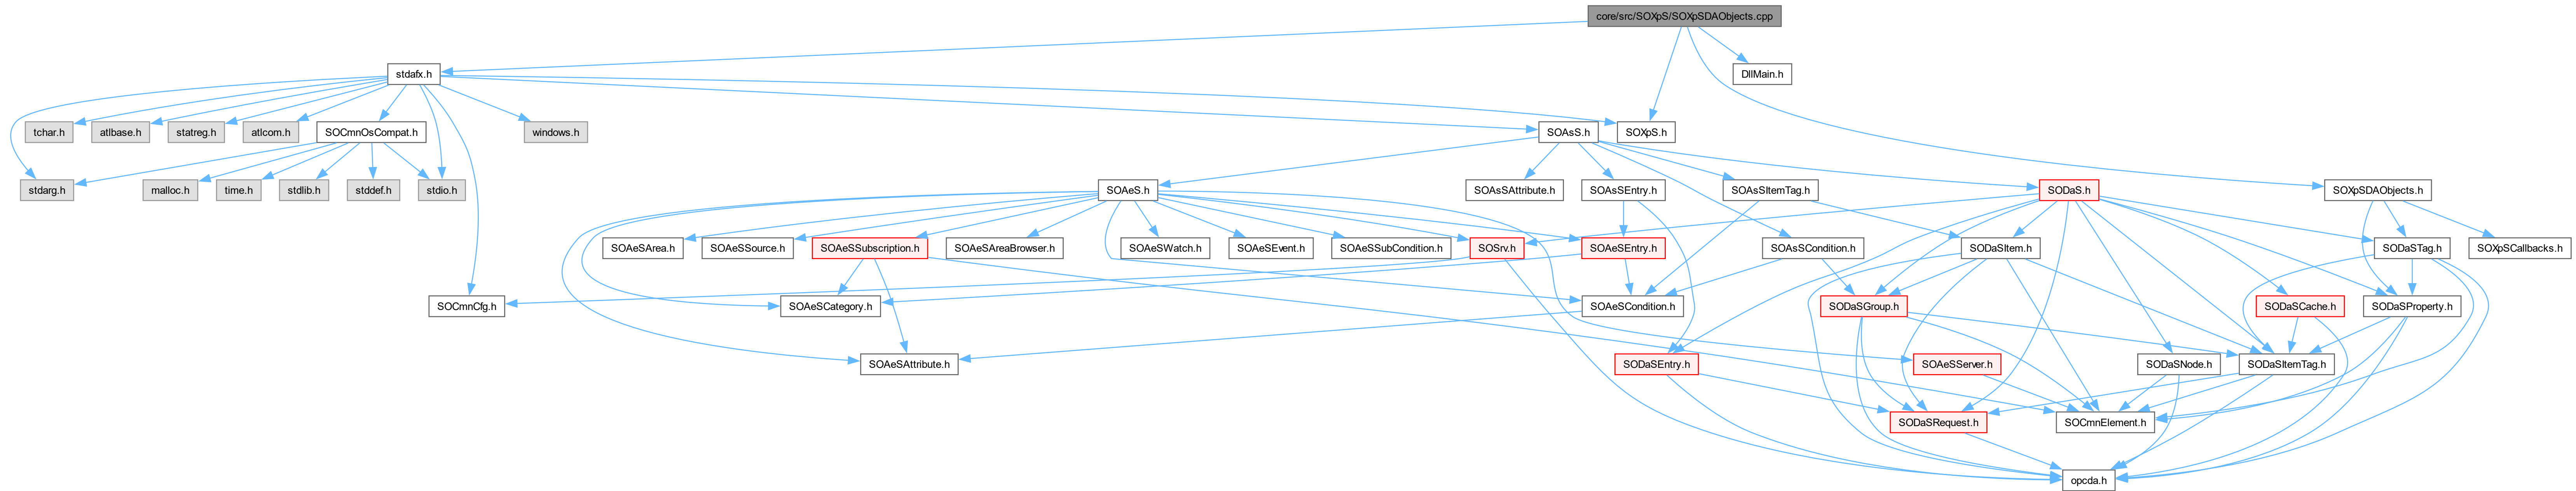 core/src/SOXpS/SOXpSDAObjects.cpp
stdafx.h
DllMain.h
tchar.h
atlbase.h
statreg.h
atlcom.h
SOCmnOsCompat.h
windows.h
SOAsS.h
SOXpS.h
stdarg.h
malloc.h
time.h
stdlib.h
stddef.h
stdio.h
SOAeS.h
SOAsSAttribute.h
SOAsSEntry.h
SOAsSItemTag.h
SODaS.h
SOXpSDAObjects.h
SOAeSArea.h
SOAeSSource.h
SOAeSSubscription.h
SOAeSAreaBrowser.h
SOAeSWatch.h
SOAeSEvent.h
SOAeSSubCondition.h
SOSrv.h
SOAeSEntry.h
SOAsSCondition.h
SODaSItem.h
SODaSTag.h
SOXpSCallbacks.h
SOCmnCfg.h
SOAeSCategory.h
SOAeSCondition.h
SODaSGroup.h
SODaSCache.h
SODaSProperty.h
SOAeSAttribute.h
SODaSEntry.h
SOAeSServer.h
SODaSNode.h
SODaSItemTag.h
SODaSRequest.h
SOCmnElement.h
opcda.h